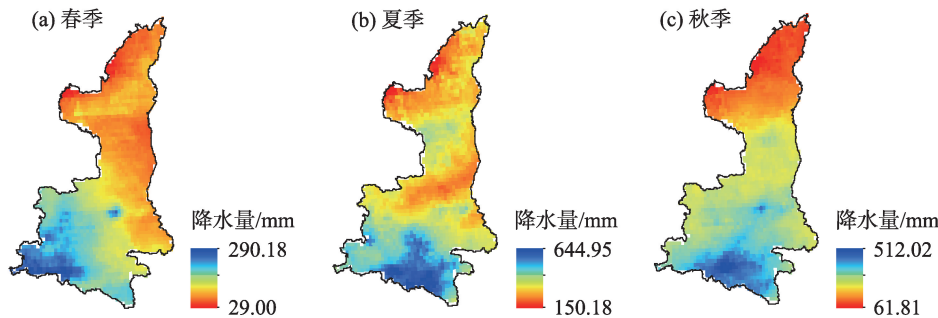 (a) 春季
降水量/mm
290.18
29.00
(b) 夏季
降水量/mm
644.95
150.18
(c) 秋季
降水量/mm
512.02
61.81